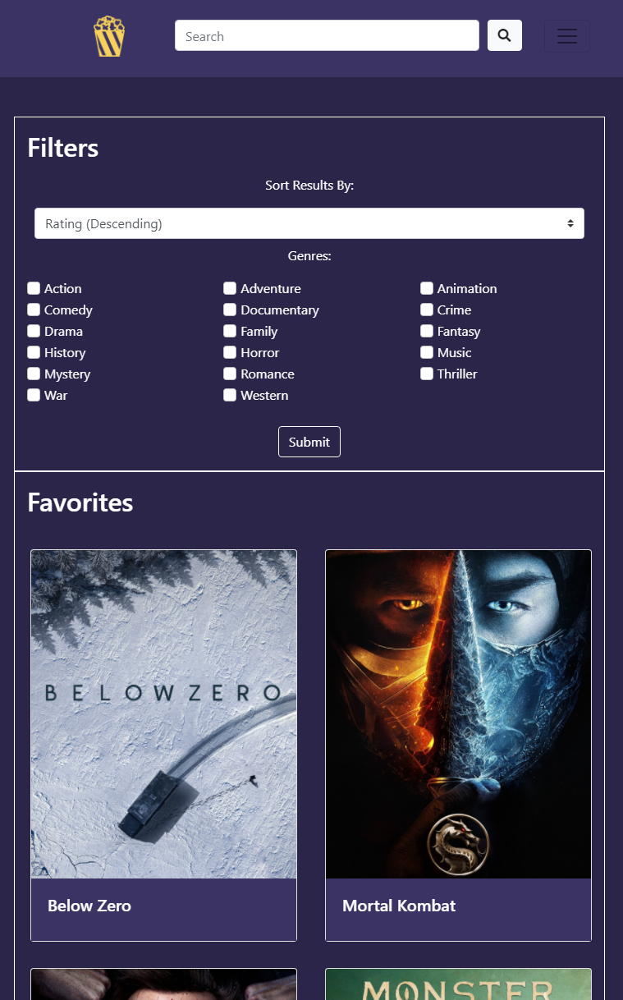 Search
Filters
Sort Results By:
Rating (Descending)
Genres:
Action
Adventure
Animation
Comedy
Documentary
Crime
Drama
Family
Fantasy
History
Horror
Music
Mystery
Romance
Thriller
War
Western
Submit
Favorites
BELOWZERO
Below Zero
Mortal Kombat
MONSTER